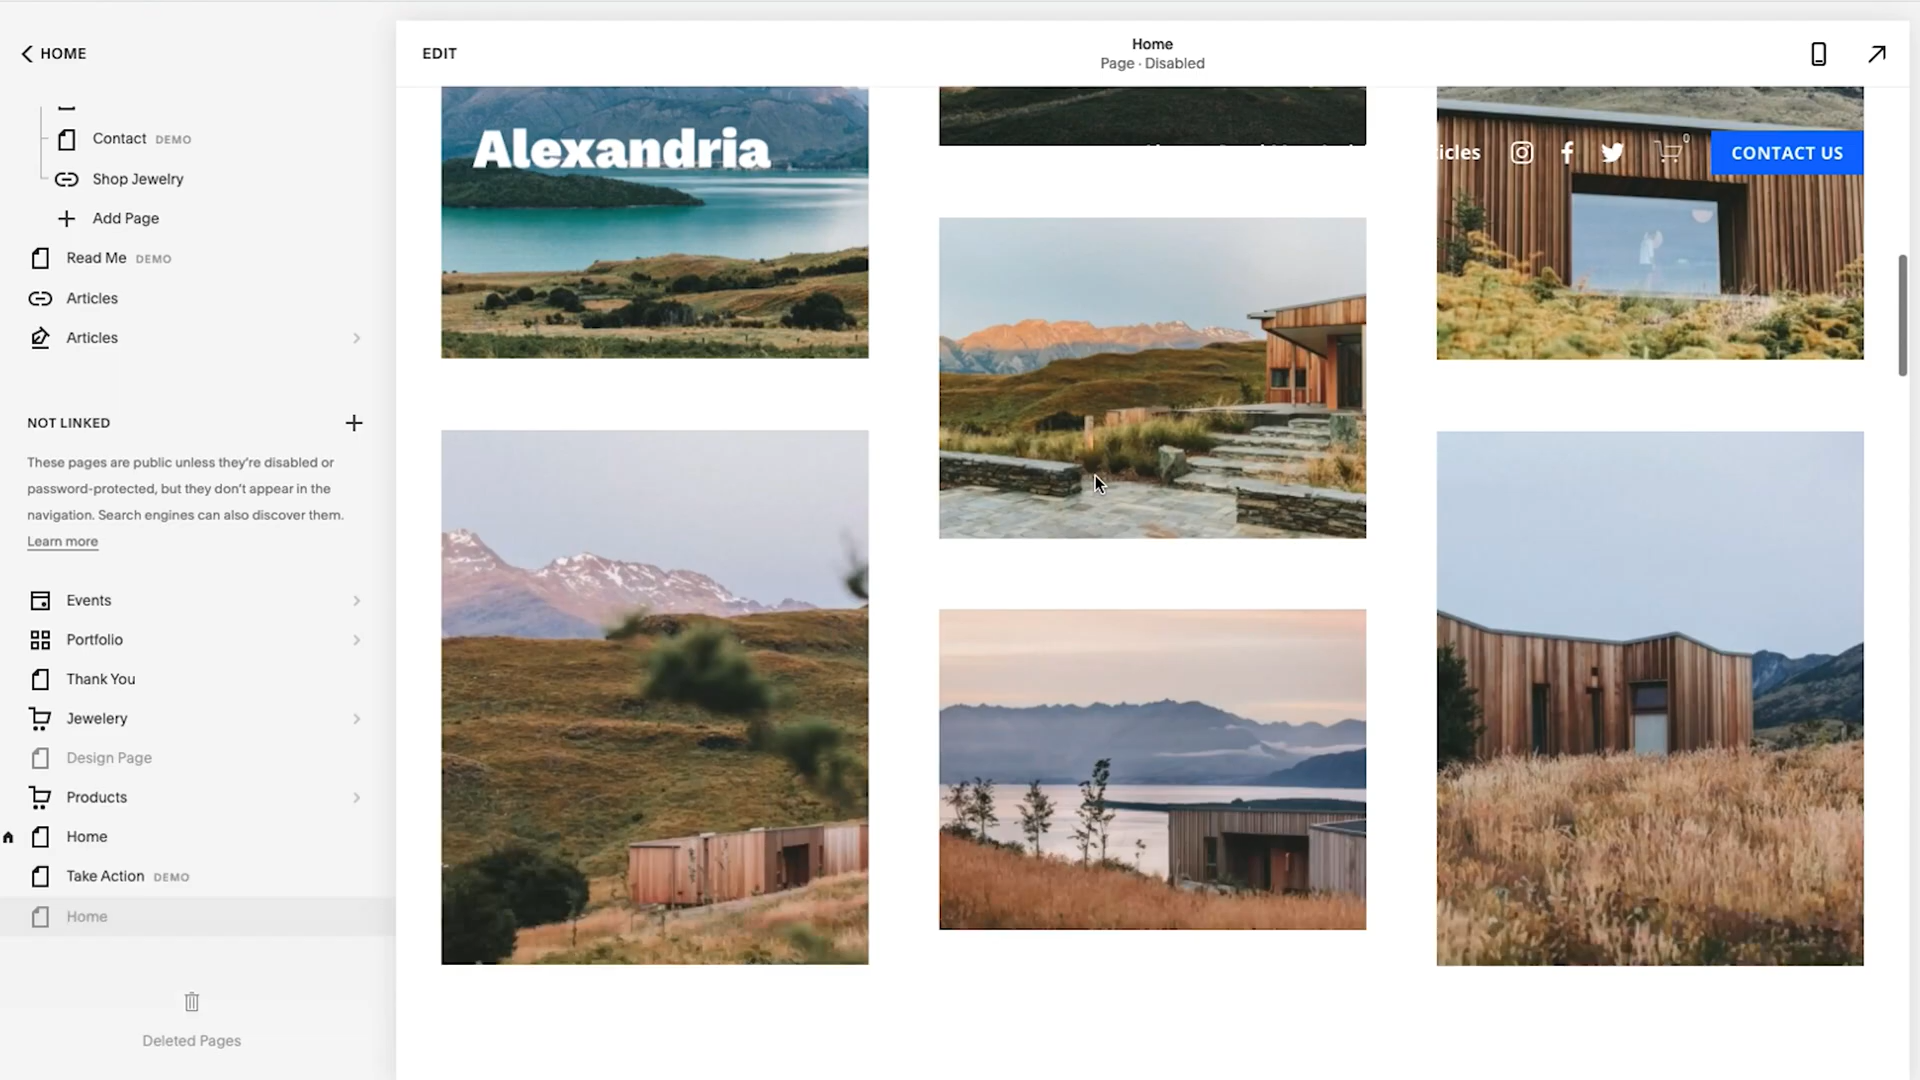 HOME
Contact DEMO
Shop Jewelry
Add Page
Read Me DEMO
Articles
Articles
NOT LINKED
These pages are public unless they're disabled or
password-protected, but they don't appear in the
navigation. Search engines can also discover them.
Learn more
Events
Portfolio
Thank You
Jewelery
Design Page
Products
Home
Take Action DEMO
Home
Deleted Pages
EDIT
Home
Page · Disabled
Alexandria
icles
0
CONTACT US